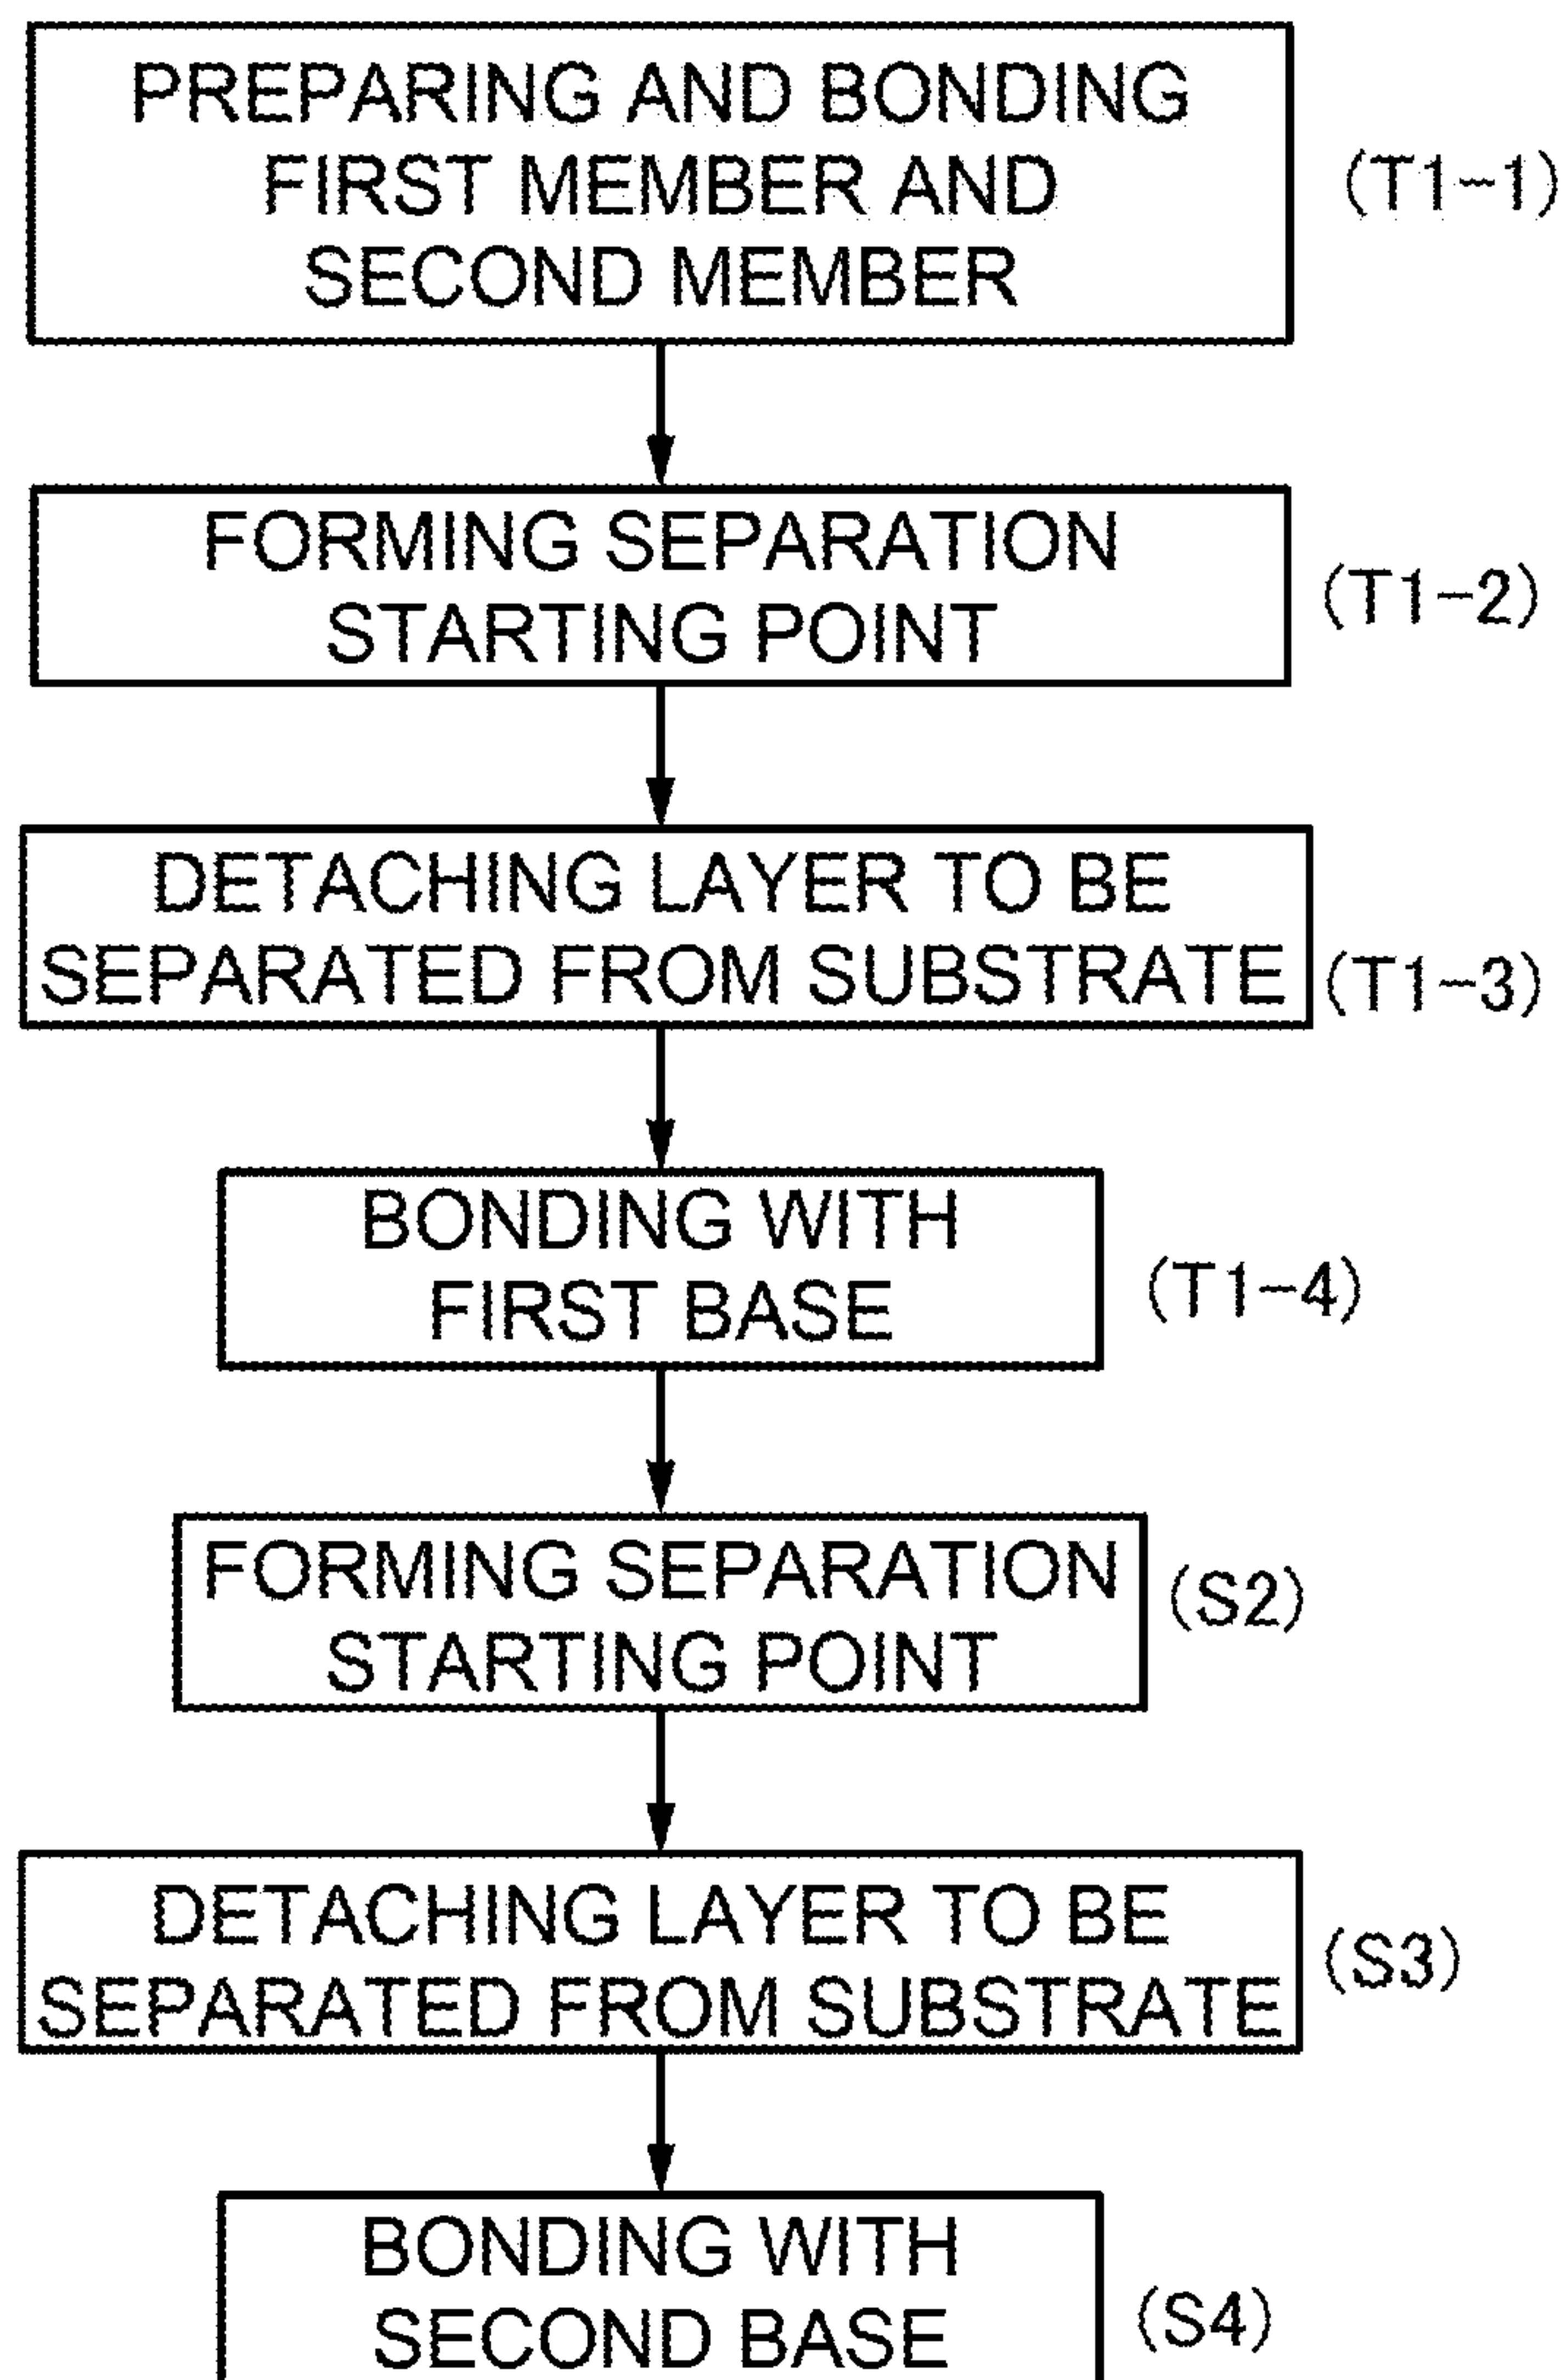 PREPARING AND BONDING
FIRST MEMBER AND
SECOND MEMBER
(T1-1)
FORMING SEPARATION
STARTING POINT
(T1-2)
DETACHING LAYER TO BE
SEPARATED FROM SUBSTRATE
(T1-3)
BONDING WITH
FIRST BASE
(T1-4)
FORMING SEPARATION
STARTING POINT
(S2)
DETACHING LAYER TO BE
SEPARATED FROM SUBSTRATE
(S3)
BONDING WITH
SECOND BASE
(S4)